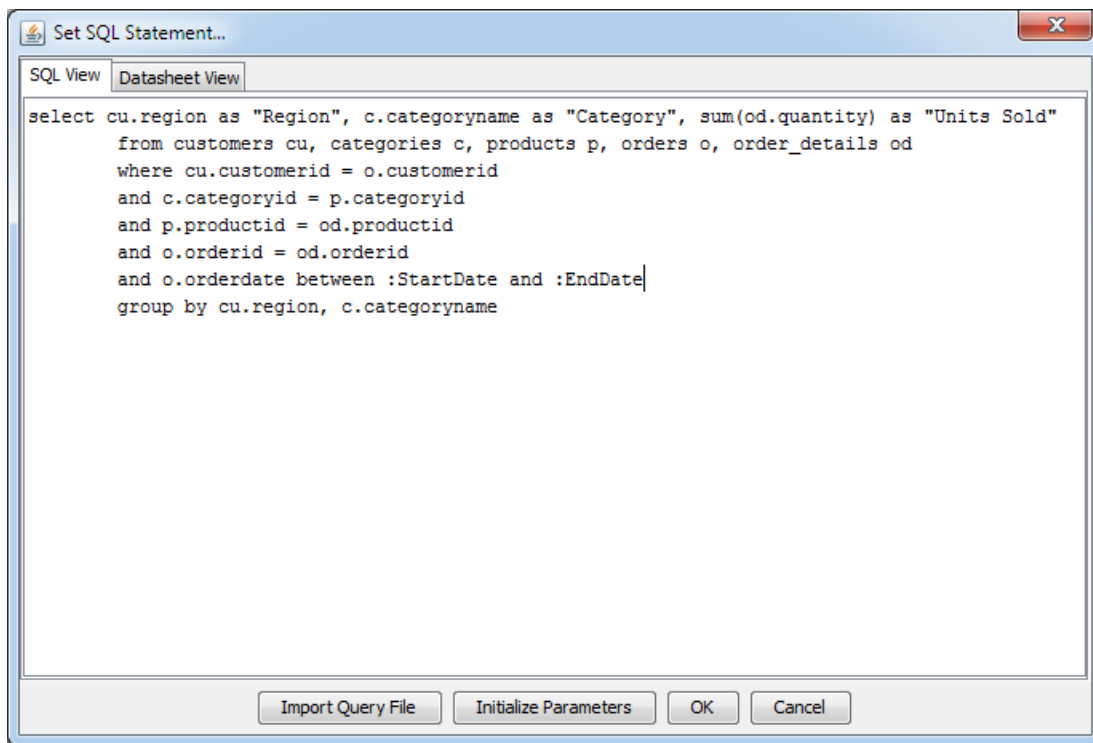 Set SQL Statement...
SQL View Datasheet View
select cu.region as "Region", c.categoryname as "Category", sum(od.quantity) as "Units Sold"
from customers cu, categories c, products p, orders o, order_details od
where cu.customerid = o.customerid
and c.categoryid = p.categoryid
and p.productid = od.productid
and o.orderid = od.orderid
and o.orderdate between :StartDate and :EndDate
group by cu.region, c.categoryname
Import Query File Initialize Parameters OK Cancel